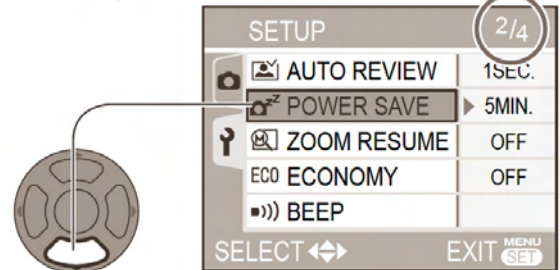 SETUP 2/4
AUTO REVIEW 1SEC.
POWER SAVE 5MIN.
ZOOM RESUME OFF
ECO ECONOMY OFF
BEEP
SELECT EXIT MENU SET